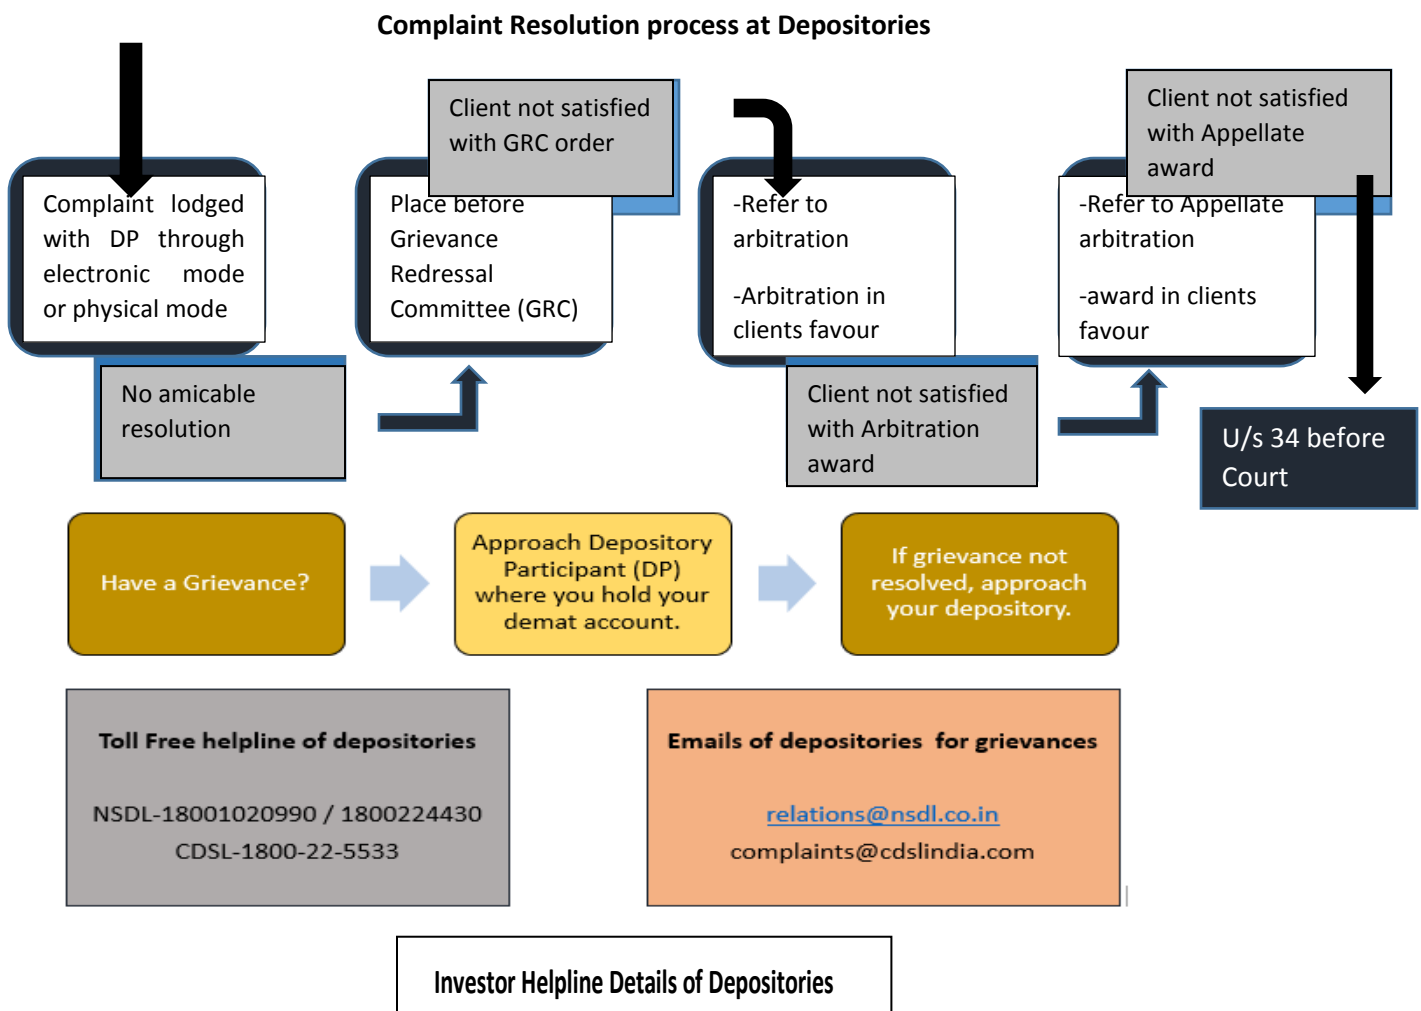 Complaint Resolution process at Depositories
Complaint lodged
with DP through
electronic mode
or physical mode
No amicable
resolution
Client not satisfied
with GRC order
Place before
Grievance
Redressal
Committee (GRC)
-Refer to
arbitration
-Arbitration in
clients favour
Client not satisfied
with Arbitration
award
Client not satisfied
with Appellate
award
-Refer to Appellate
arbitration
-award in clients
favour
U/s 34 before
Court
Have a Grievance?
Approach Depository
Participant (DP)
where you hold your
demat account.
If grievance not
resolved, approach
your depository.
Toll Free helpline of depositories
NSDL-18001020990 / 1800224430
CDSL-1800-22-5533
Emails of depositories for grievances
relations@nsdl.co.in
complaints@cdslindia.com
Investor Helpline Details of Depositories